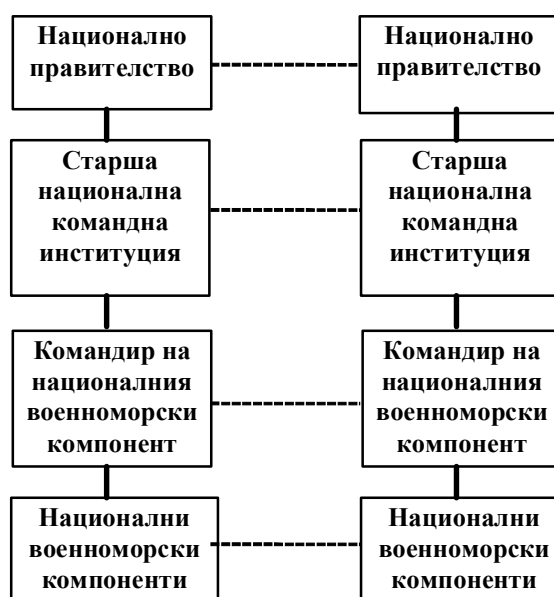 Национално
правителство
Национално
правителство
Старша
национална
командна
институция
Старша
национална
командна
институция
Командир на
националния
военноморски
компонент
Командир на
националния
военноморски
компонент
Национални
военноморски
компоненти
Национални
военноморски
компоненти